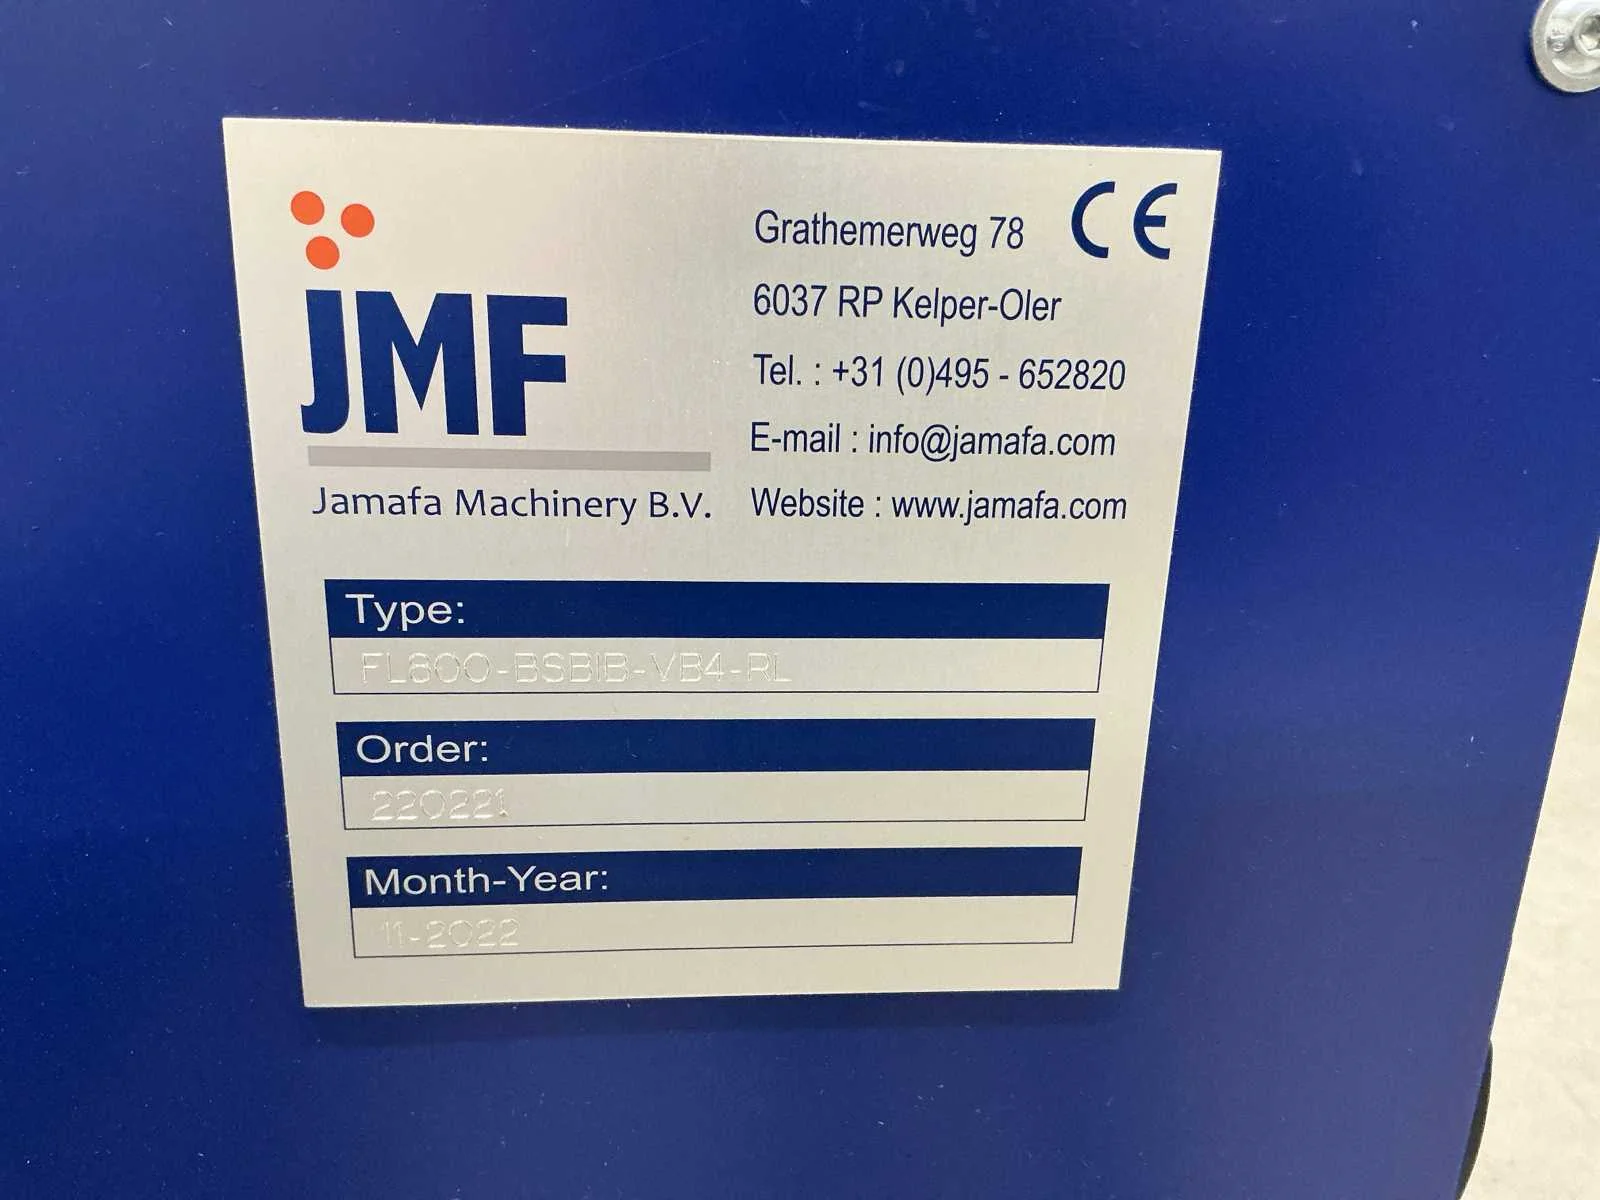 JMF
Jamafa Machinery B.V.
Grathemerweg 78
CE
6037 RP Kelper-Oler
Tel. : +31 (0)495 - 652820
E-mail : info@jamafa.com
Website : www.jamafa.com
Type:
FL800-BSBIB-VB4-RL
Order:
220221
Month-Year:
11-2022